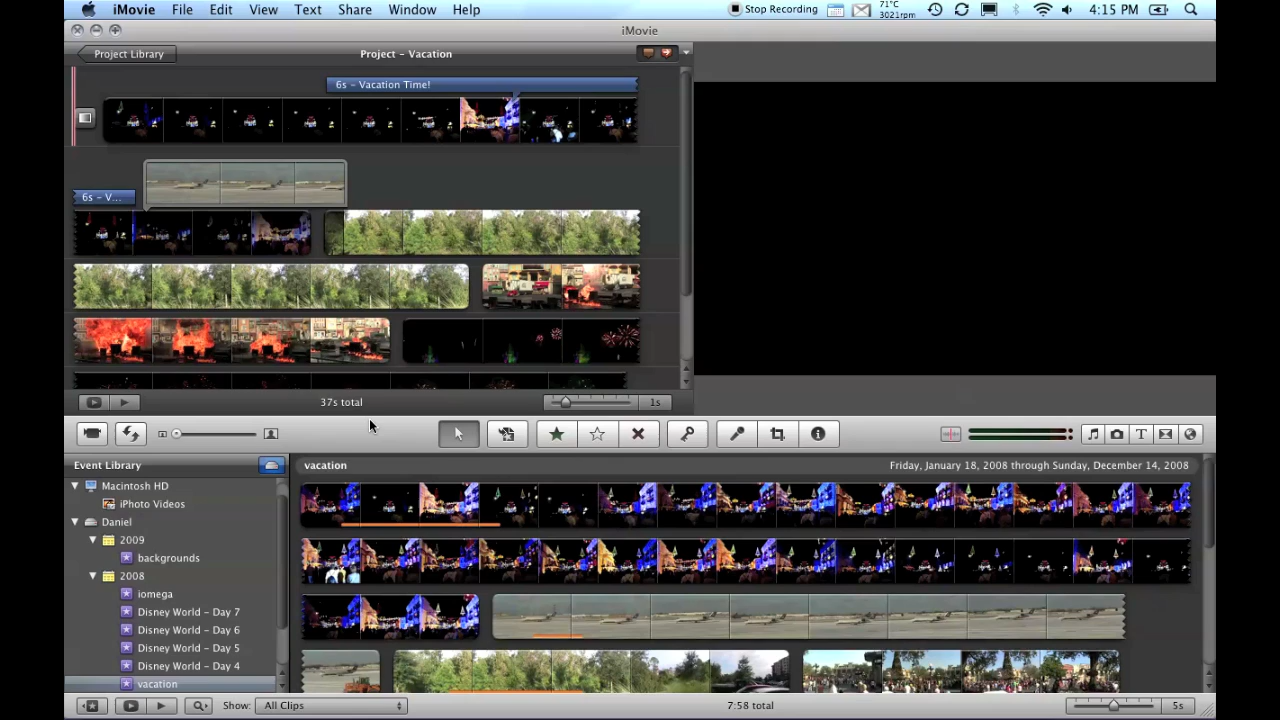 iMovie File Edit View Text Share Window Help Stop Recording 71°C 3021rpm 4:15 PM
iMovie
Project Library Project – Vacation
6s – Vacation Time!
6s – V...
37s total 1s
Event Library vacation Friday, January 18, 2008 through Sunday, December 14, 2008
Macintosh HD
iPhoto Videos
Daniel
2009
backgrounds
2008
iomega
Disney World – Day 7
Disney World – Day 6
Disney World – Day 5
Disney World – Day 4
vacation
Show: All Clips 7:58 total 5s